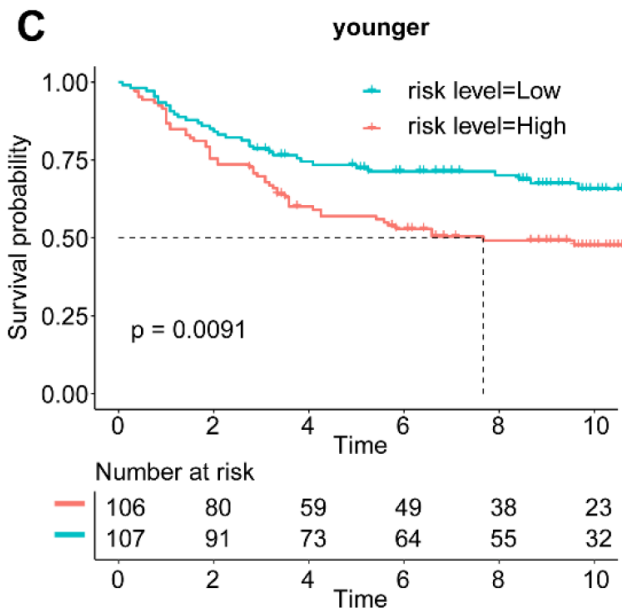 C
younger
1.00
0.75
0.50
0.25
0.00
Survival probability
risk level=Low
risk level=High
p = 0.0091
0 2 4 6 8 10
Time
Number at risk
106 80 59 49 38 23
107 91 73 64 55 32
0 2 4 6 8 10
Time